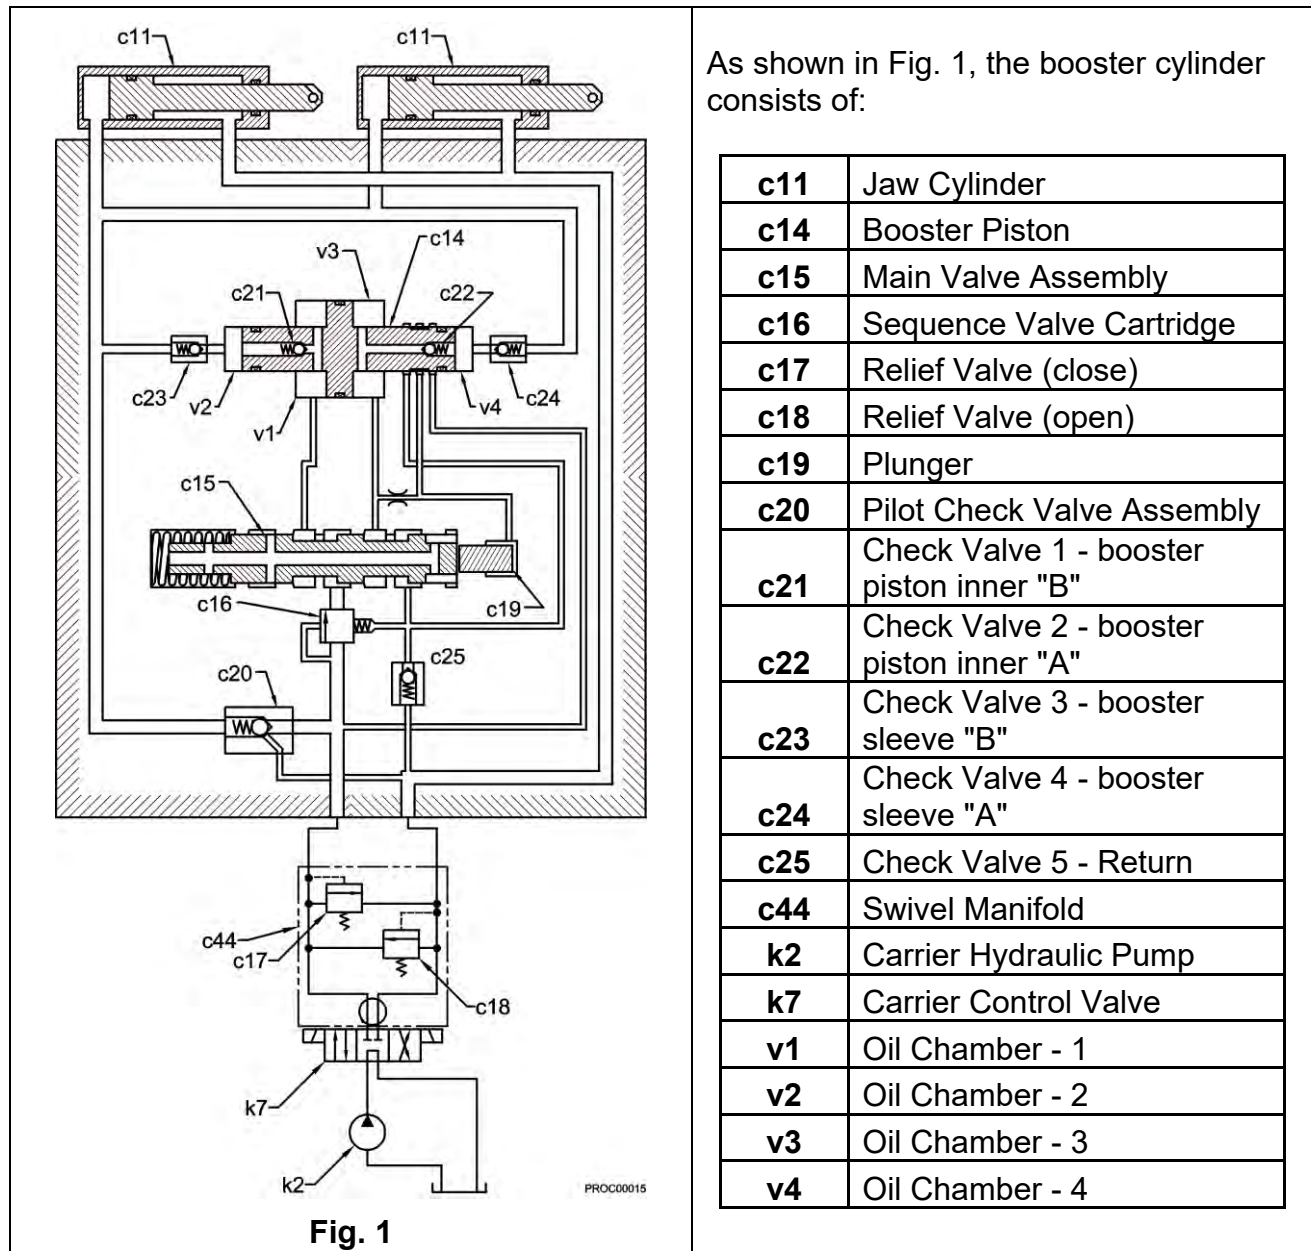 c11
c11
v3
c14
c21
c22
c23
v2
v1
v4
c24
c15
c16
c19
c20
c25
c44
c17
c18
k7
k2
PROC00015
Fig. 1
As shown in Fig. 1, the booster cylinder
consists of:
c11 Jaw Cylinder
c14 Booster Piston
c15 Main Valve Assembly
c16 Sequence Valve Cartridge
c17 Relief Valve (close)
c18 Relief Valve (open)
c19 Plunger
c20 Pilot Check Valve Assembly
c21 Check Valve 1 - booster
piston inner "B"
c22 Check Valve 2 - booster
piston inner "A"
c23 Check Valve 3 - booster
sleeve "B"
c24 Check Valve 4 - booster
sleeve "A"
c25 Check Valve 5 - Return
c44 Swivel Manifold
k2 Carrier Hydraulic Pump
k7 Carrier Control Valve
v1 Oil Chamber - 1
v2 Oil Chamber - 2
v3 Oil Chamber - 3
v4 Oil Chamber - 4